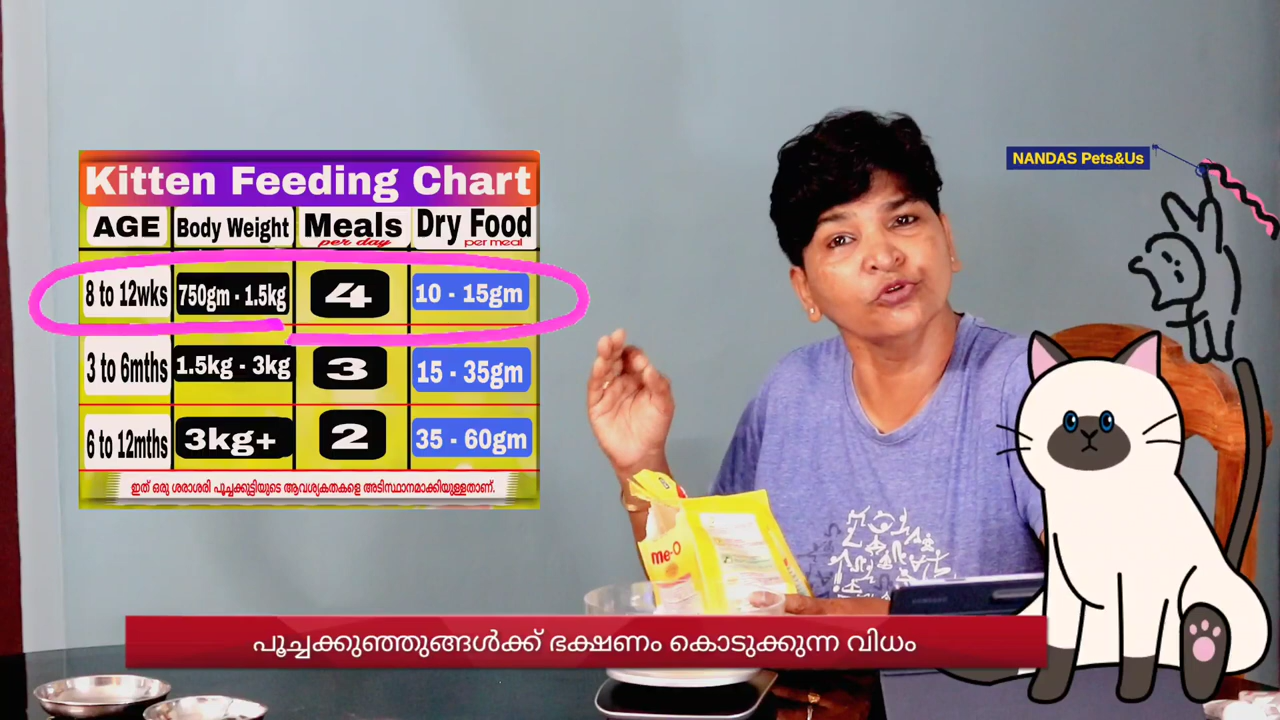 Kitten Feeding Chart
AGE Body Weight Meals per day Dry Food per meal
8 to 12wks 750gm - 1.5kg 4 10 - 15gm
3 to 6mths 1.5kg - 3kg 3 15 - 35gm
6 to 12mths 3kg+ 2 35 - 60gm
ഇത് ഒരു ശരാശരി പൂച്ചക്കുട്ടിയുടെ ആവശ്യകതകളെ അടിസ്ഥാനമാക്കിയുള്ളതാണ്.
NANDAS Pets&Us
me-O
SAMSUNG
പൂച്ചക്കുഞ്ഞുങ്ങൾക്ക് ഭക്ഷണം കൊടുക്കുന്ന വിധം